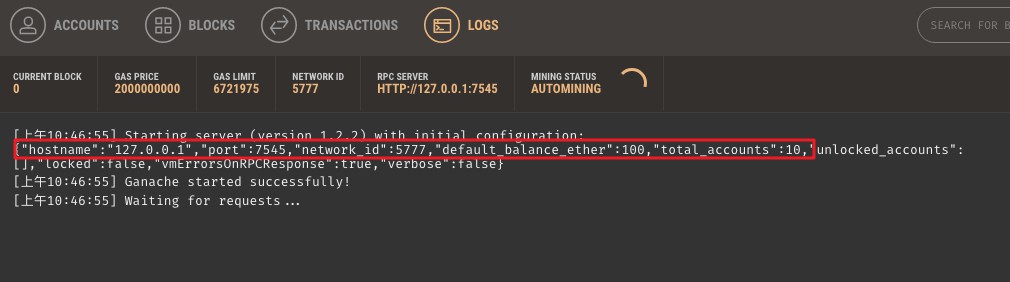 ACCOUNTS BLOCKS TRANSACTIONS LOGS SEARCH FOR B
CURRENT BLOCK GAS PRICE GAS LIMIT NETWORK ID RPC SERVER MINING STATUS
0 2000000000 6721975 5777 HTTP://127.0.0.1:7545 AUTOMINING
[上午10:46:55] Starting server (version 1.2.2) with initial configuration:
{"hostname":"127.0.0.1","port":7545,"network_id":5777,"default_balance_ether":100,"total_accounts":10,"unlocked_accounts":
[],"locked":false,"vmErrorsOnRPCResponse":true,"verbose":false}
[上午10:46:55] Ganache started successfully!
[上午10:46:55] Waiting for requests...